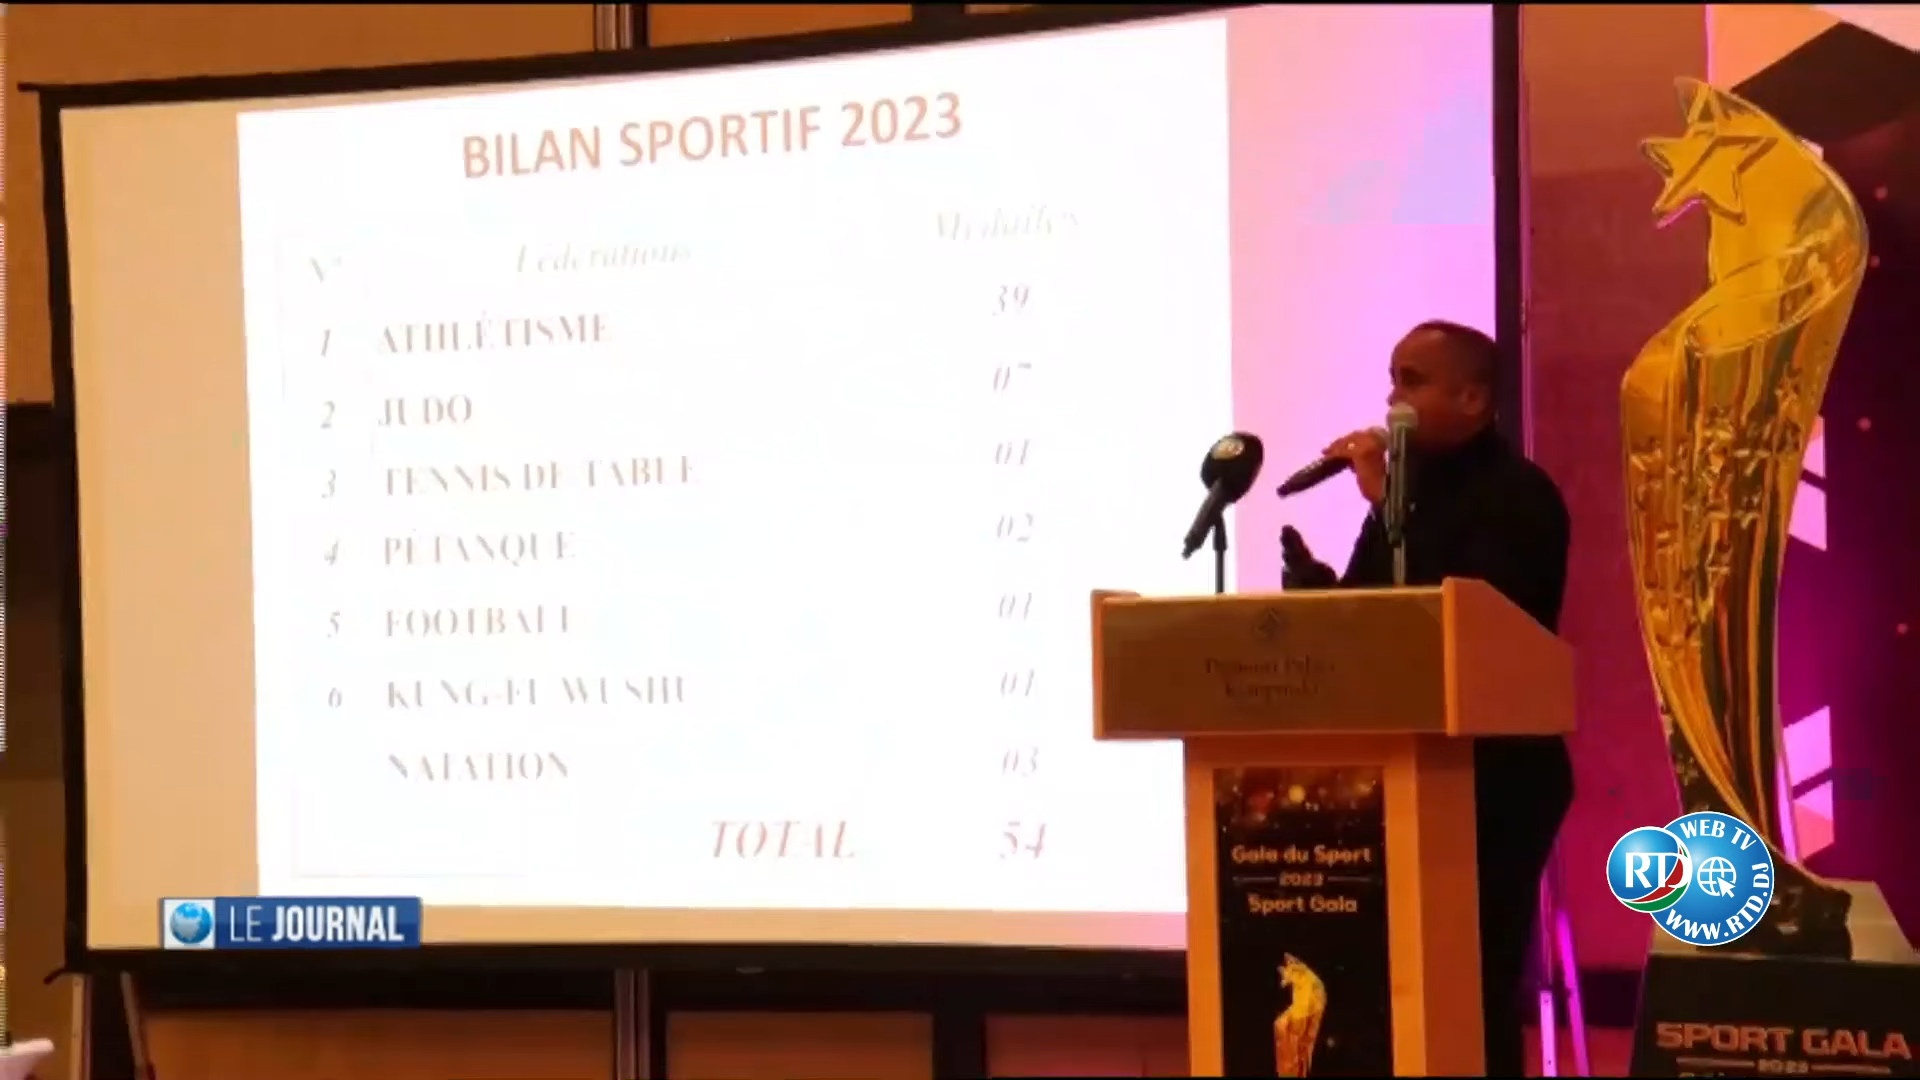 BILAN SPORTIF 2023
N° Fédérations Médailles
1 ATHLÉTISME 39
2 JUDO 07
3 TENNIS DE TABLE 01
4 PÉTANQUE 02
5 FOOTBALL 01
6 KUNG-FU WUSHU 01
NATATION 03
TOTAL 54
Gala du Sport
2023
Sport Gala
LE JOURNAL
WEB TV
RTD
WWW.RTD.DJ
SPORT GALA
2023